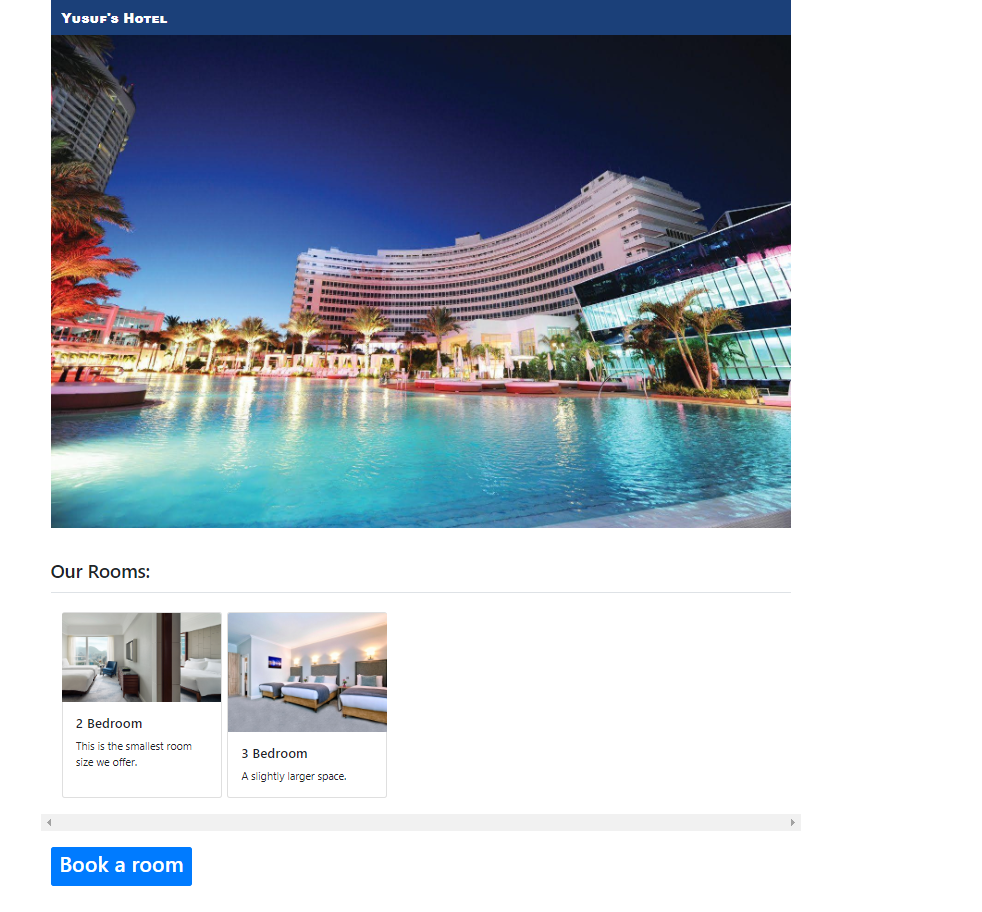 Yusuf's Hotel
Our Rooms:
2 Bedroom
This is the smallest room
size we offer.
3 Bedroom
A slightly larger space.
Book a room